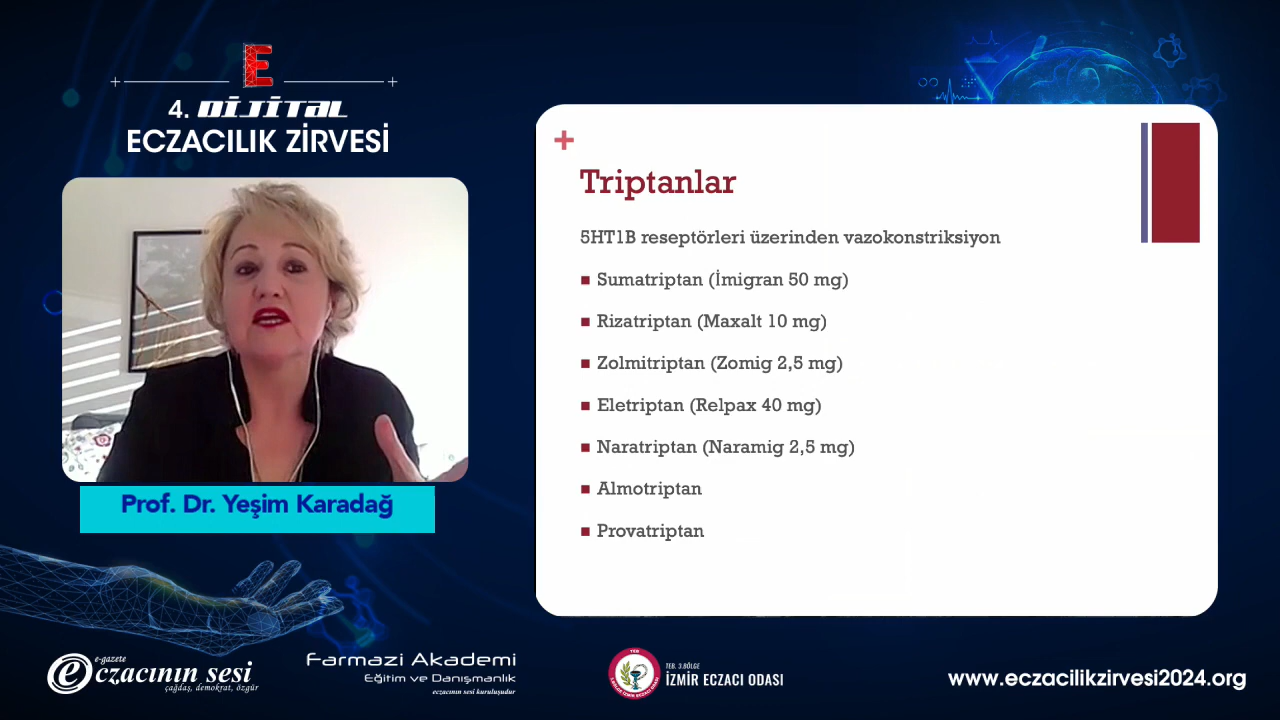 E
4. DİJİTAL
ECZACILIK ZİRVESİ
Prof. Dr. Yeşim Karadağ
+
Triptanlar
5HT1B reseptörleri üzerinden vazokonstriksiyon
■ Sumatriptan (İmigran 50 mg)
■ Rizatriptan (Maxalt 10 mg)
■ Zolmitriptan (Zomig 2,5 mg)
■ Eletriptan (Relpax 40 mg)
■ Naratriptan (Naramig 2,5 mg)
■ Almotriptan
■ Provatriptan
e-gazete
eczacının sesi
çağdaş, demokrat, özgür
Farmazi Akademi
Eğitim ve Danışmanlık
eczacının sesi kuruluşudur
TEB. 3.BÖLGE
İZMİR ECZACI ODASI
www.eczacilikzirvesi2024.org